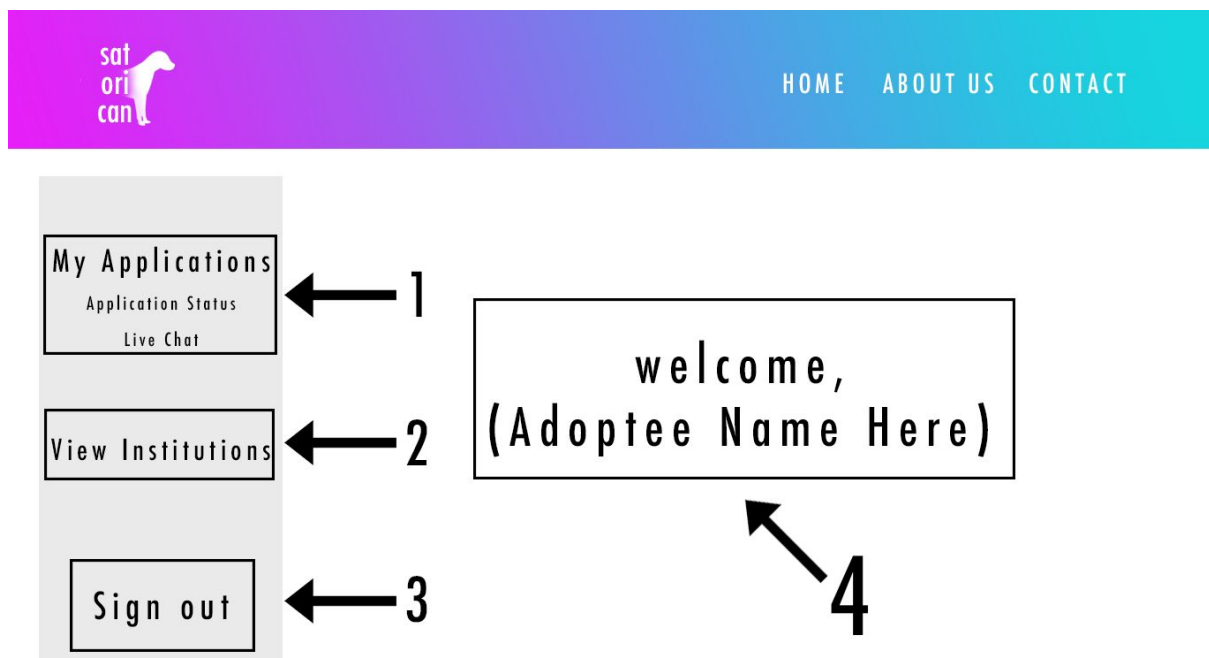 sat
ori
can
HOME ABOUT US CONTACT
My Applications
Application Status
Live Chat
1
View Institutions
2
Sign out
3
welcome,
(Adoptee Name Here)
4